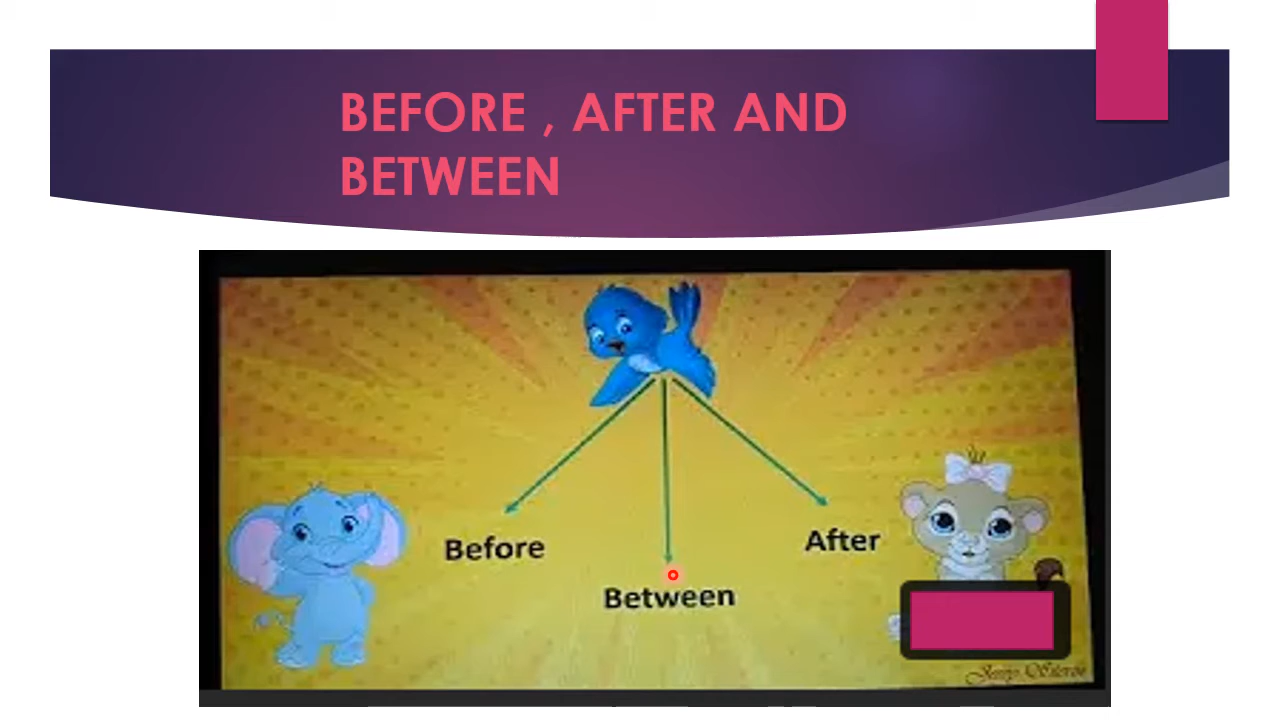 BEFORE , AFTER AND
BETWEEN
Before
After
Between